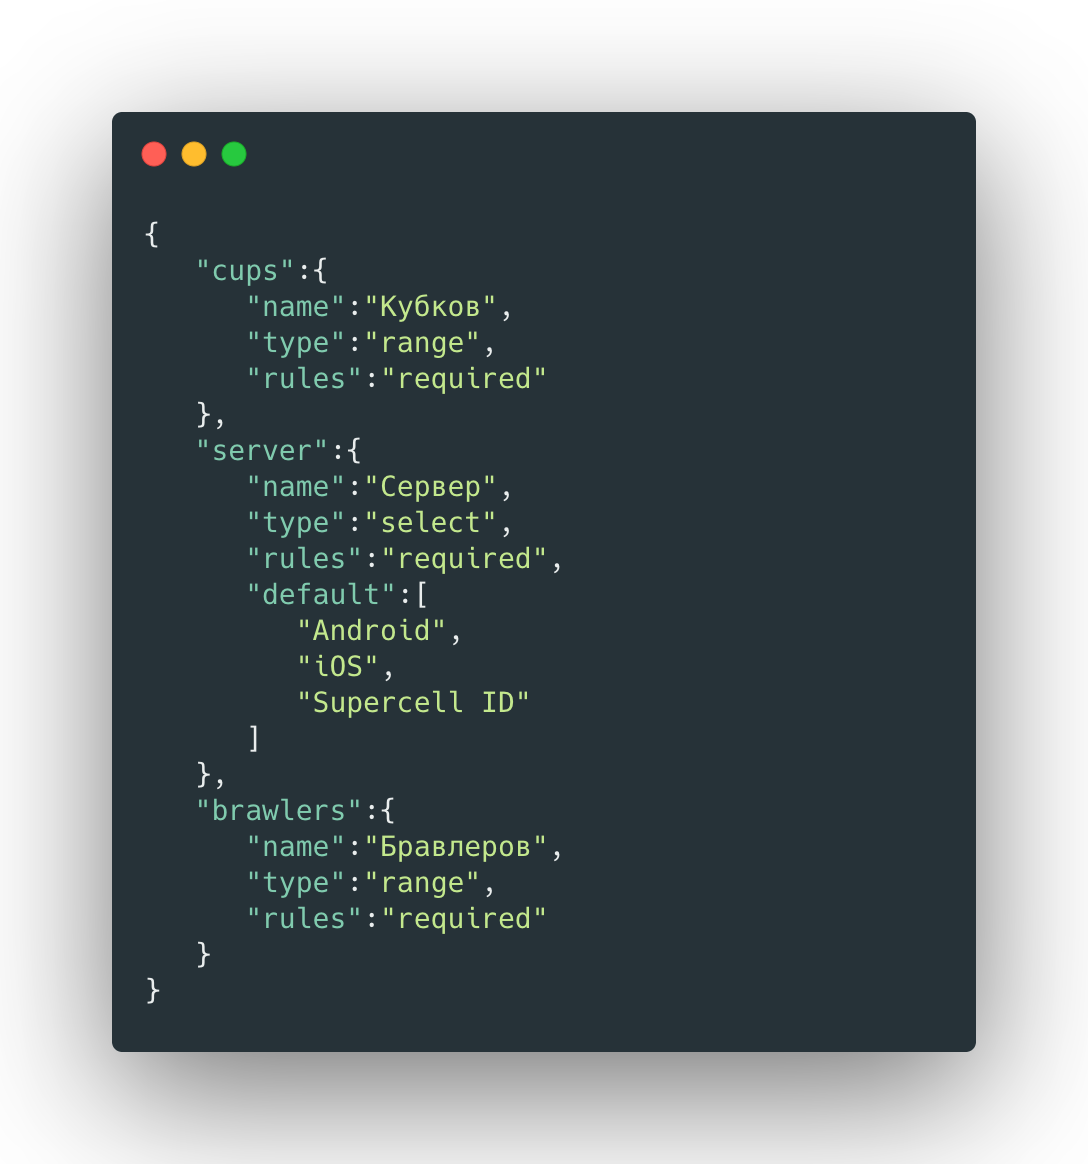 {
   "cups":{
      "name":"Кубков",
      "type":"range",
      "rules":"required"
   },
   "server":{
      "name":"Сервер",
      "type":"select",
      "rules":"required",
      "default":[
         "Android",
         "iOS",
         "Supercell ID"
      ]
   },
   "brawlers":{
      "name":"Бравлеров",
      "type":"range",
      "rules":"required"
   }
}